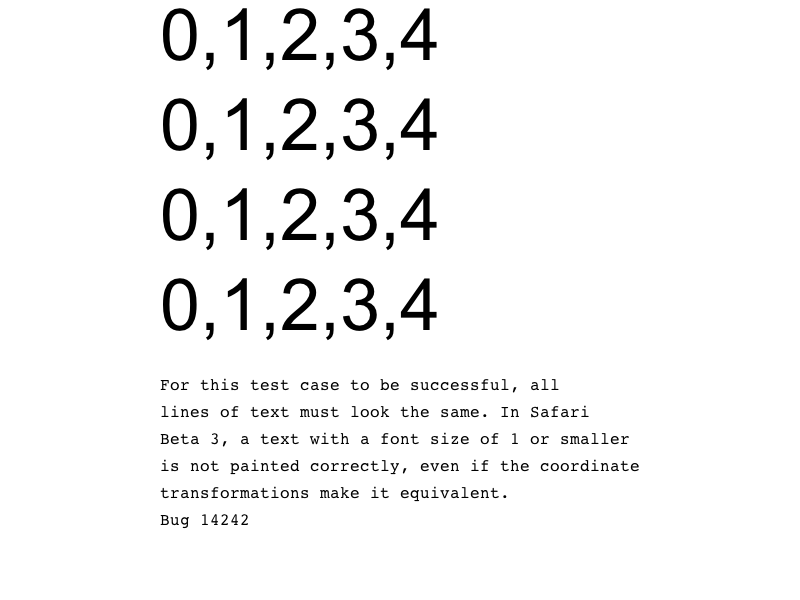 0,1,2,3,4
0,1,2,3,4
0,1,2,3,4
0,1,2,3,4
For this test case to be successful, all
lines of text must look the same. In Safari
Beta 3, a text with a font size of 1 or smaller
is not painted correctly, even if the coordinate
transformations make it equivalent.
Bug 14242